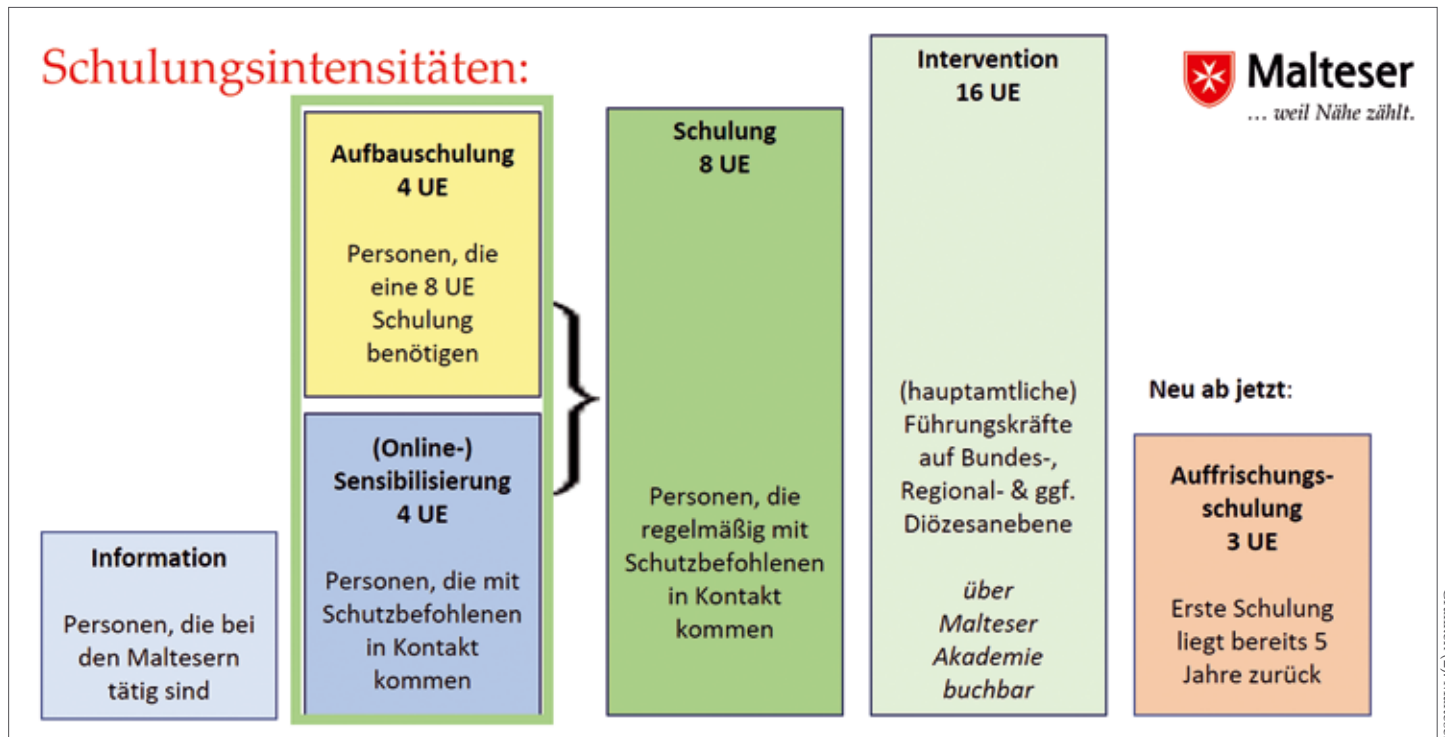 Schulungsintensitäten:
Malteser
... weil Nähe zählt.
Information
Personen, die bei
den Maltesern
tätig sind
Aufbauschulung
4 UE
Personen, die
eine 8 UE
Schulung
benötigen
(Online-)
Sensibilisierung
4 UE
Personen, die mit
Schutzbefohlenen
in Kontakt
kommen
Schulung
8 UE
Personen, die
regelmäßig mit
Schutzbefohlenen
in Kontakt
kommen
Intervention
16 UE
(hauptamtliche)
Führungskräfte
auf Bundes-,
Regional- & ggf.
Diözesanebene
über
Malteser
Akademie
buchbar
Neu ab jetzt:
Auffrischungs-
schulung
3 UE
Erste Schulung
liegt bereits 5
Jahre zurück